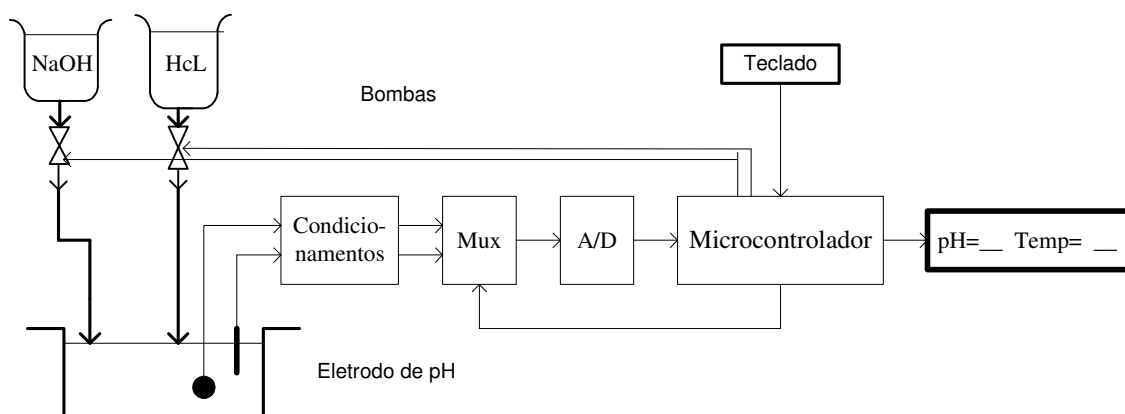 NaOH
HcL
Teclado
Bombas
Condicio-
namentos
Mux
A/D
Microcontrolador
pH=__ Temp= __
Eletrodo de pH